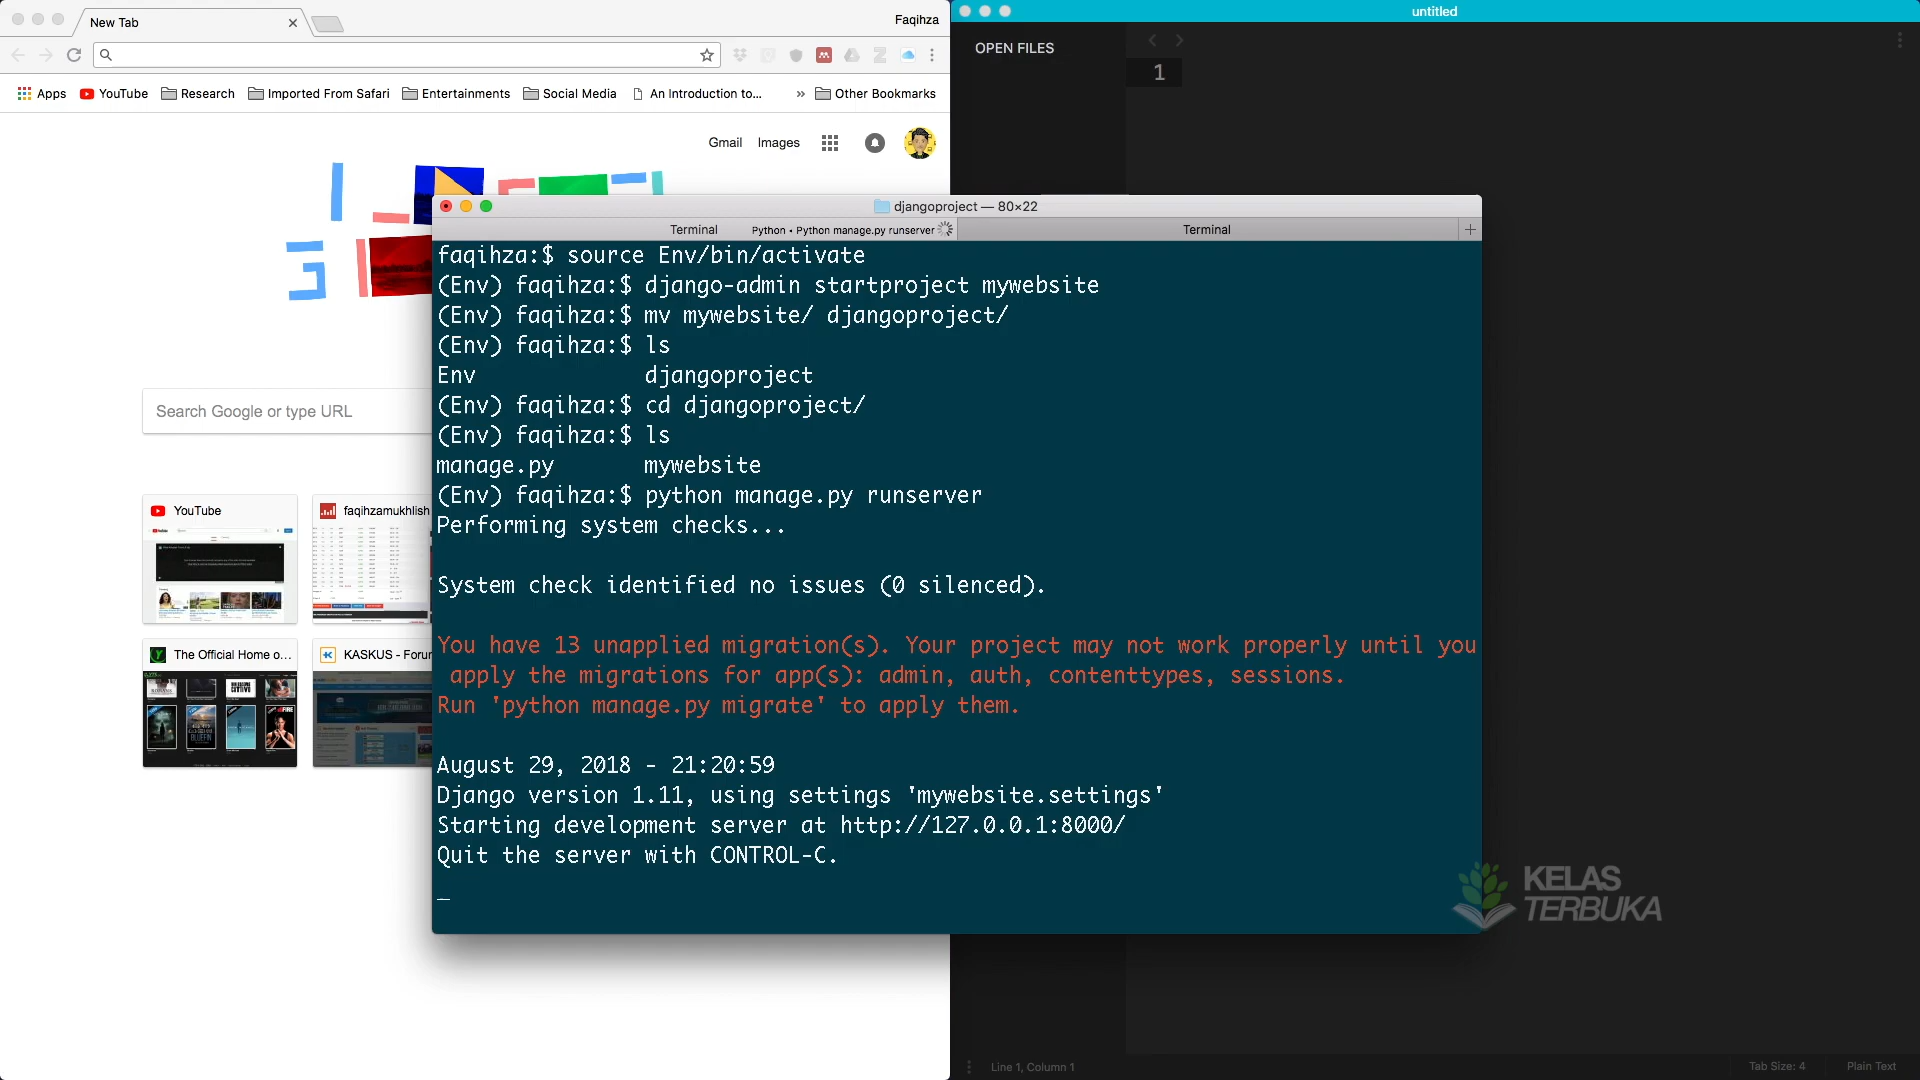 New Tab
Faqihza
Apps
YouTube
Research
Imported From Safari
Entertainments
Social Media
An Introduction to...
»
Other Bookmarks
Gmail
Images
Search Google or type URL
YouTube
faqihzamukhlish
The Official Home o...
KASKUS - Forum
untitled
OPEN FILES
1
djangoproject — 80×22
Terminal
Python • Python manage.py runserver
Terminal
faqihza:$ source Env/bin/activate
(Env) faqihza:$ django-admin startproject mywebsite
(Env) faqihza:$ mv mywebsite/ djangoproject/
(Env) faqihza:$ ls
Env djangoproject
(Env) faqihza:$ cd djangoproject/
(Env) faqihza:$ ls
manage.py mywebsite
(Env) faqihza:$ python manage.py runserver
Performing system checks...
System check identified no issues (0 silenced).
You have 13 unapplied migration(s). Your project may not work properly until you
apply the migrations for app(s): admin, auth, contenttypes, sessions.
Run 'python manage.py migrate' to apply them.
August 29, 2018 - 21:20:59
Django version 1.11, using settings 'mywebsite.settings'
Starting development server at http://127.0.0.1:8000/
Quit the server with CONTROL-C.
KELAS
TERBUKA
Line 1, Column 1
Tab Size: 4
Plain Text